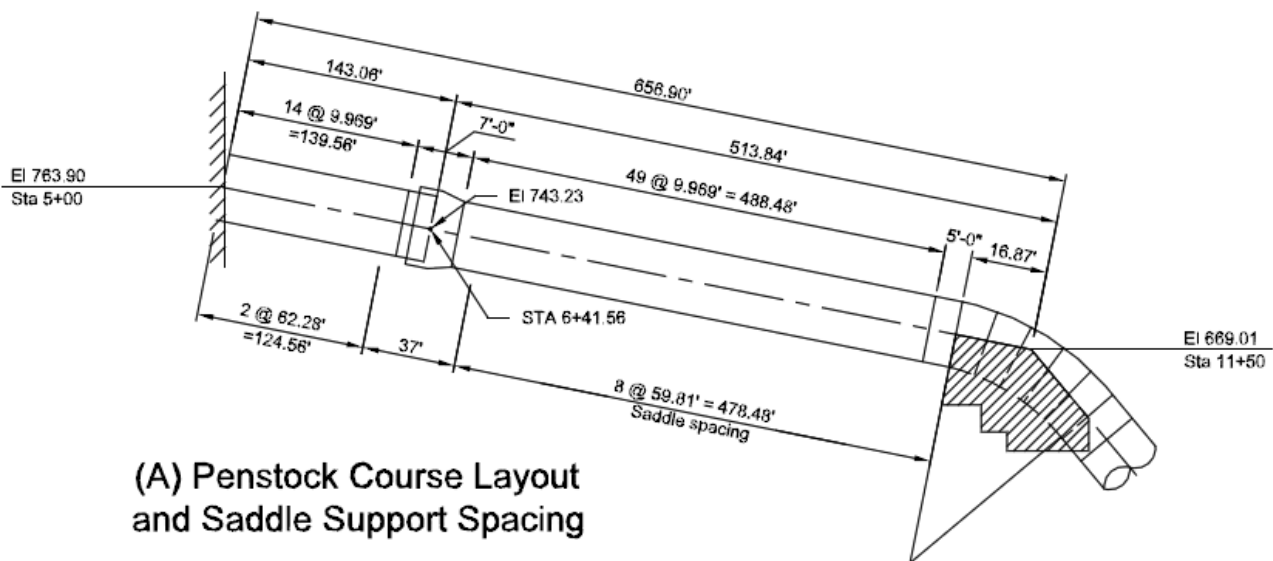 656.90'
143.06'
14 @ 9.969'
=139.56'
7'-0"
513.84'
49 @ 9.969' = 488.48'
El 763.90
Sta 5+00
El 743.23
5'-0"
16.87'
STA 6+41.56
2 @ 62.28'
=124.56'
37'
El 669.01
Sta 11+50
8 @ 59.81' = 478.48'
Saddle spacing
(A) Penstock Course Layout
and Saddle Support Spacing